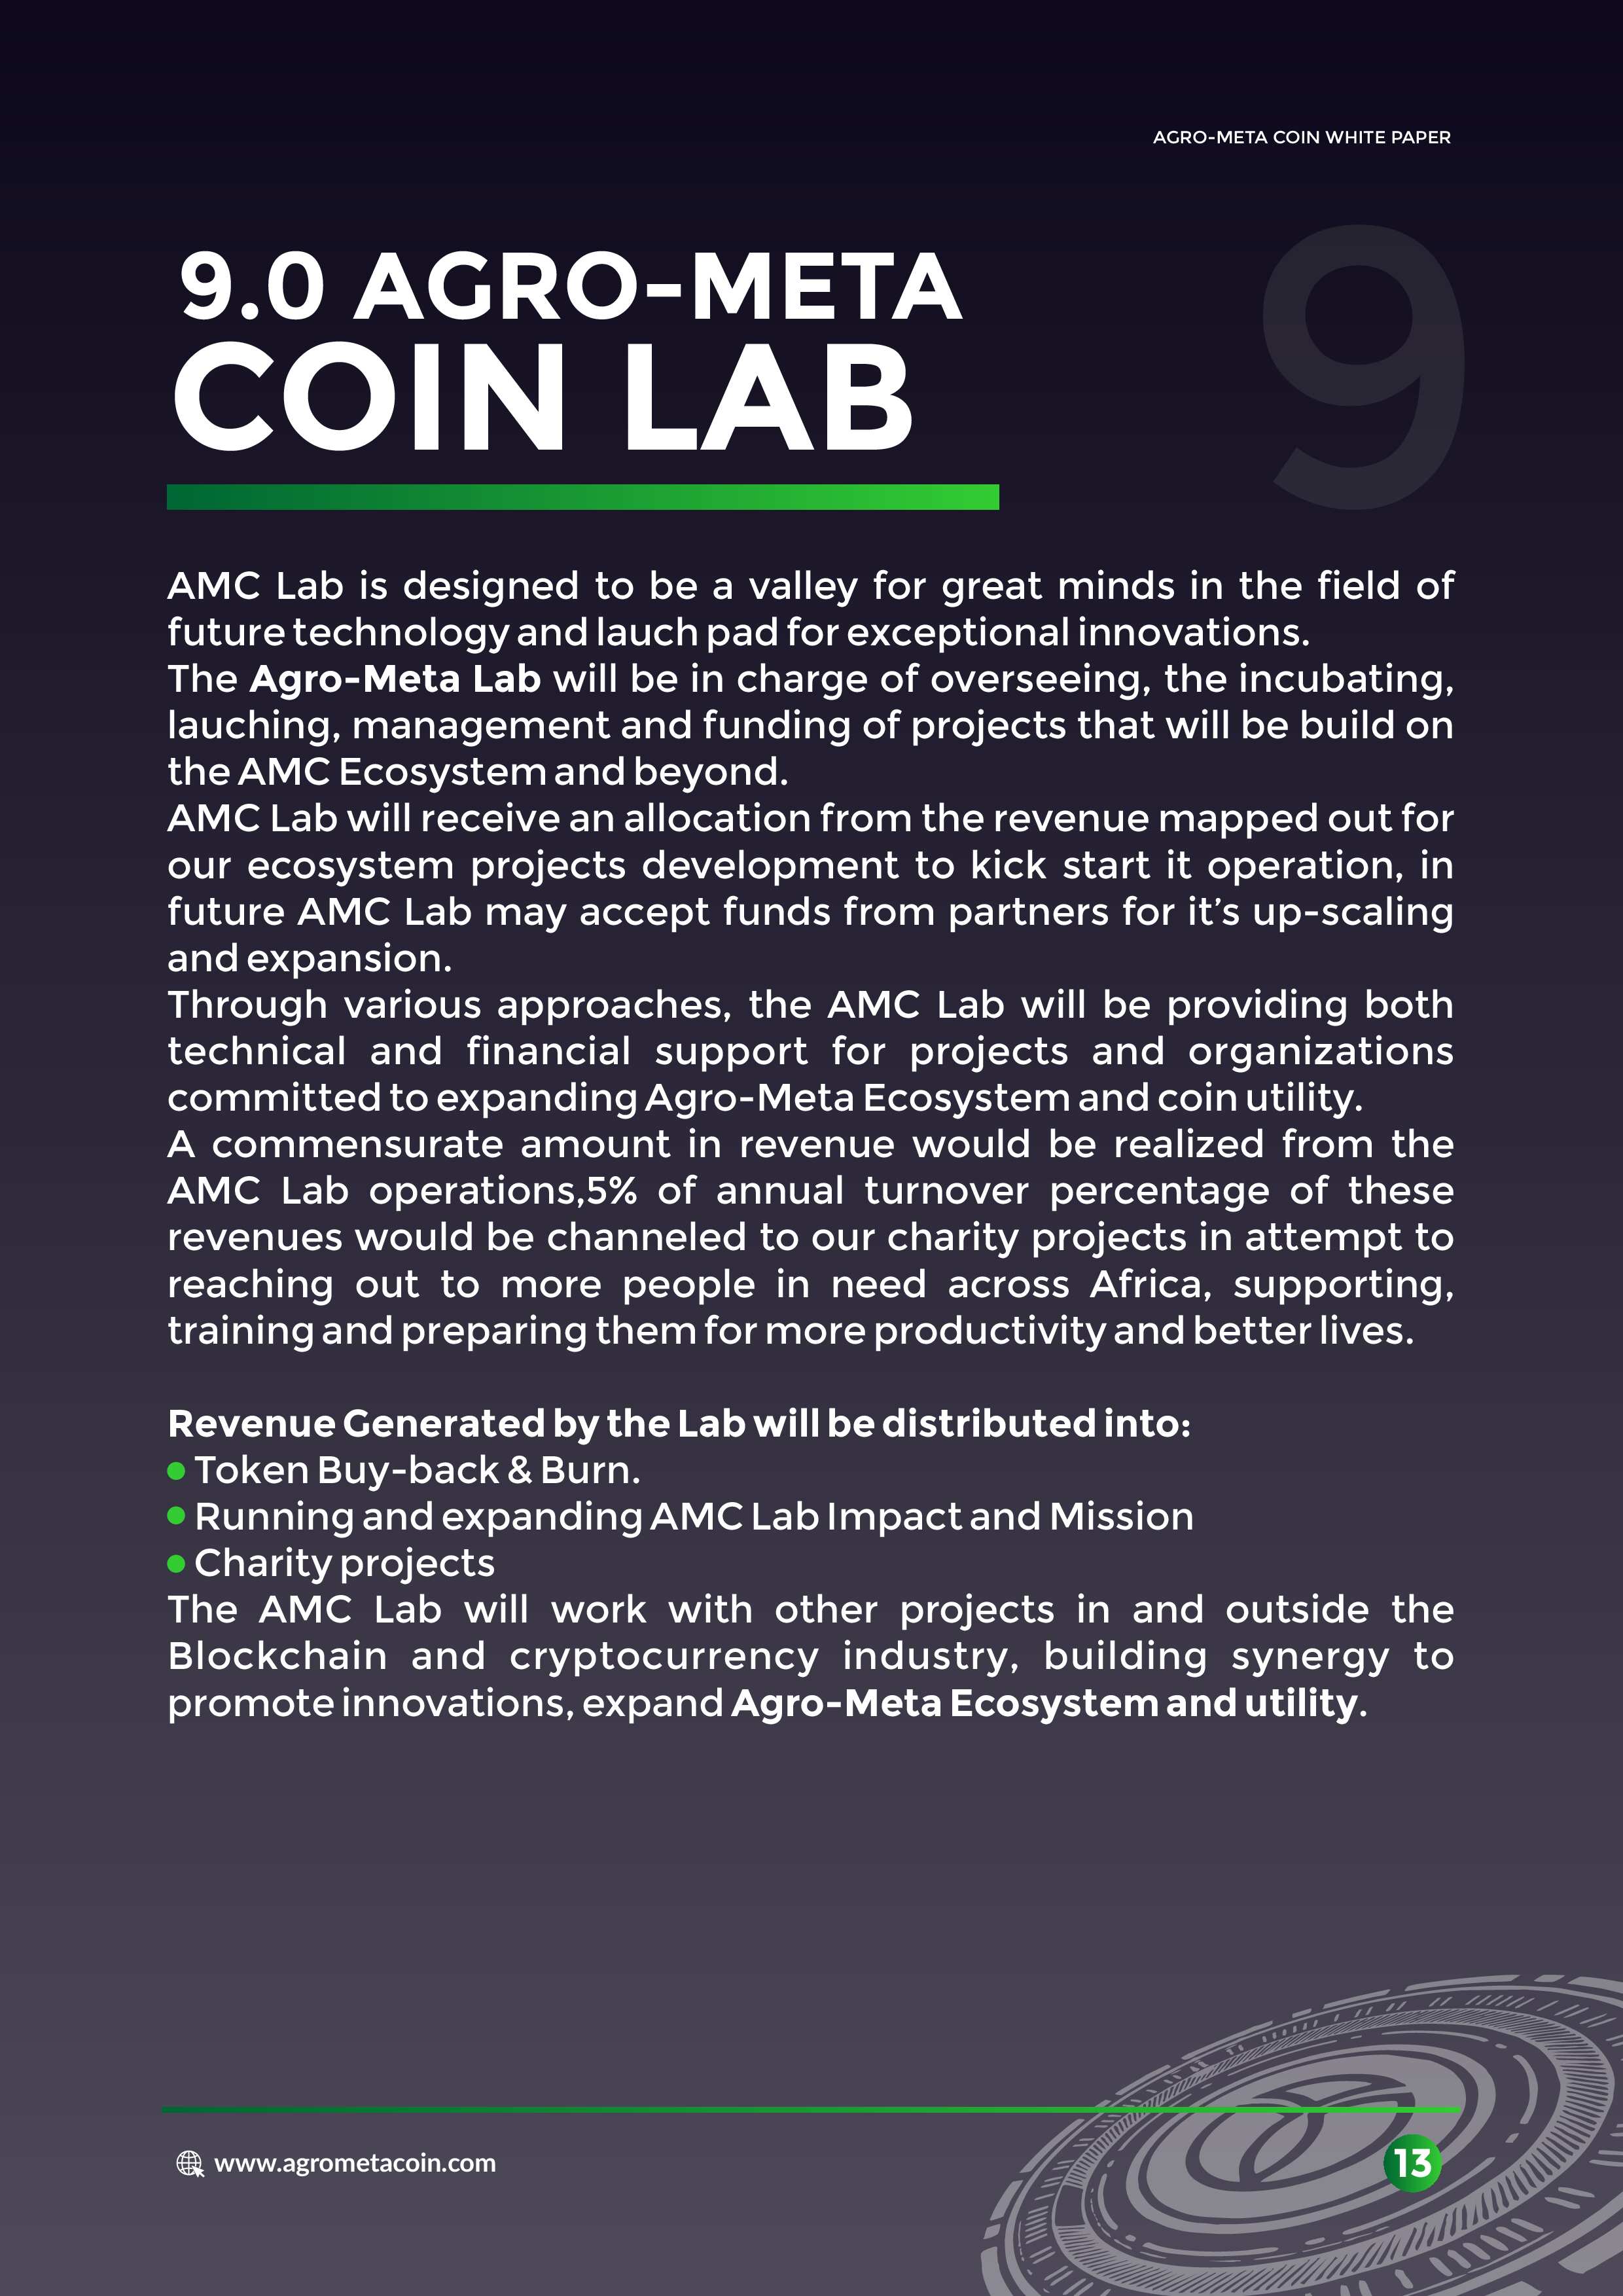 AGRO-META COIN WHITE PAPER
9.0 AGRO-META
COIN LAB
9
AMC Lab is designed to be a valley for great minds in the field of
future technology and lauch pad for exceptional innovations.
The Agro-Meta Lab will be in charge of overseeing, the incubating,
lauching, management and funding of projects that will be build on
the AMC Ecosystem and beyond.
AMC Lab will receive an allocation from the revenue mapped out for
our ecosystem projects development to kick start it operation, in
future AMC Lab may accept funds from partners for it's up-scaling
and expansion.
Through various approaches, the AMC Lab will be providing both
technical and financial support for projects and organizations
committed to expanding Agro-Meta Ecosystem and coin utility.
A commensurate amount in revenue would be realized from the
AMC Lab operations,5% of annual turnover percentage of these
revenues would be channeled to our charity projects in attempt to
reaching out to more people in need across Africa, supporting,
training and preparing them for more productivity and better lives.
Revenue Generated by the Lab will be distributed into:
● Token Buy-back & Burn.
● Running and expanding AMC Lab Impact and Mission
● Charity projects
The AMC Lab will work with other projects in and outside the
Blockchain and cryptocurrency industry, building synergy to
promote innovations, expand Agro-Meta Ecosystem and utility.
www.agrometacoin.com
13